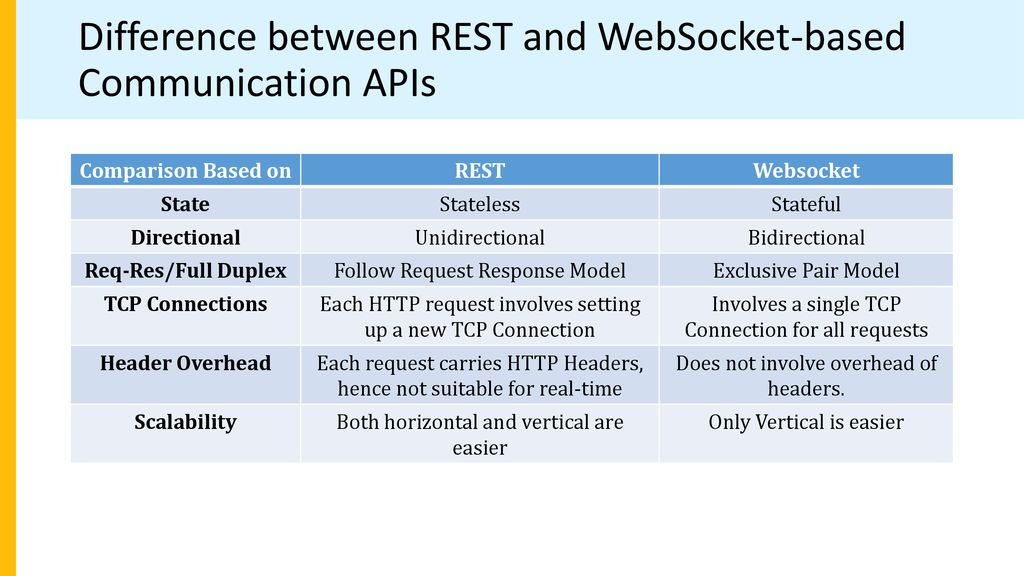 Difference between REST and WebSocket-based
Communication APIs
Comparison Based on REST Websocket
State Stateless Stateful
Directional Unidirectional Bidirectional
Req-Res/Full Duplex Follow Request Response Model Exclusive Pair Model
TCP Connections Each HTTP request involves setting Involves a single TCP
up a new TCP Connection Connection for all requests
Header Overhead Each request carries HTTP Headers, Does not involve overhead of
hence not suitable for real-time headers.
Scalability Both horizontal and vertical are Only Vertical is easier
easier